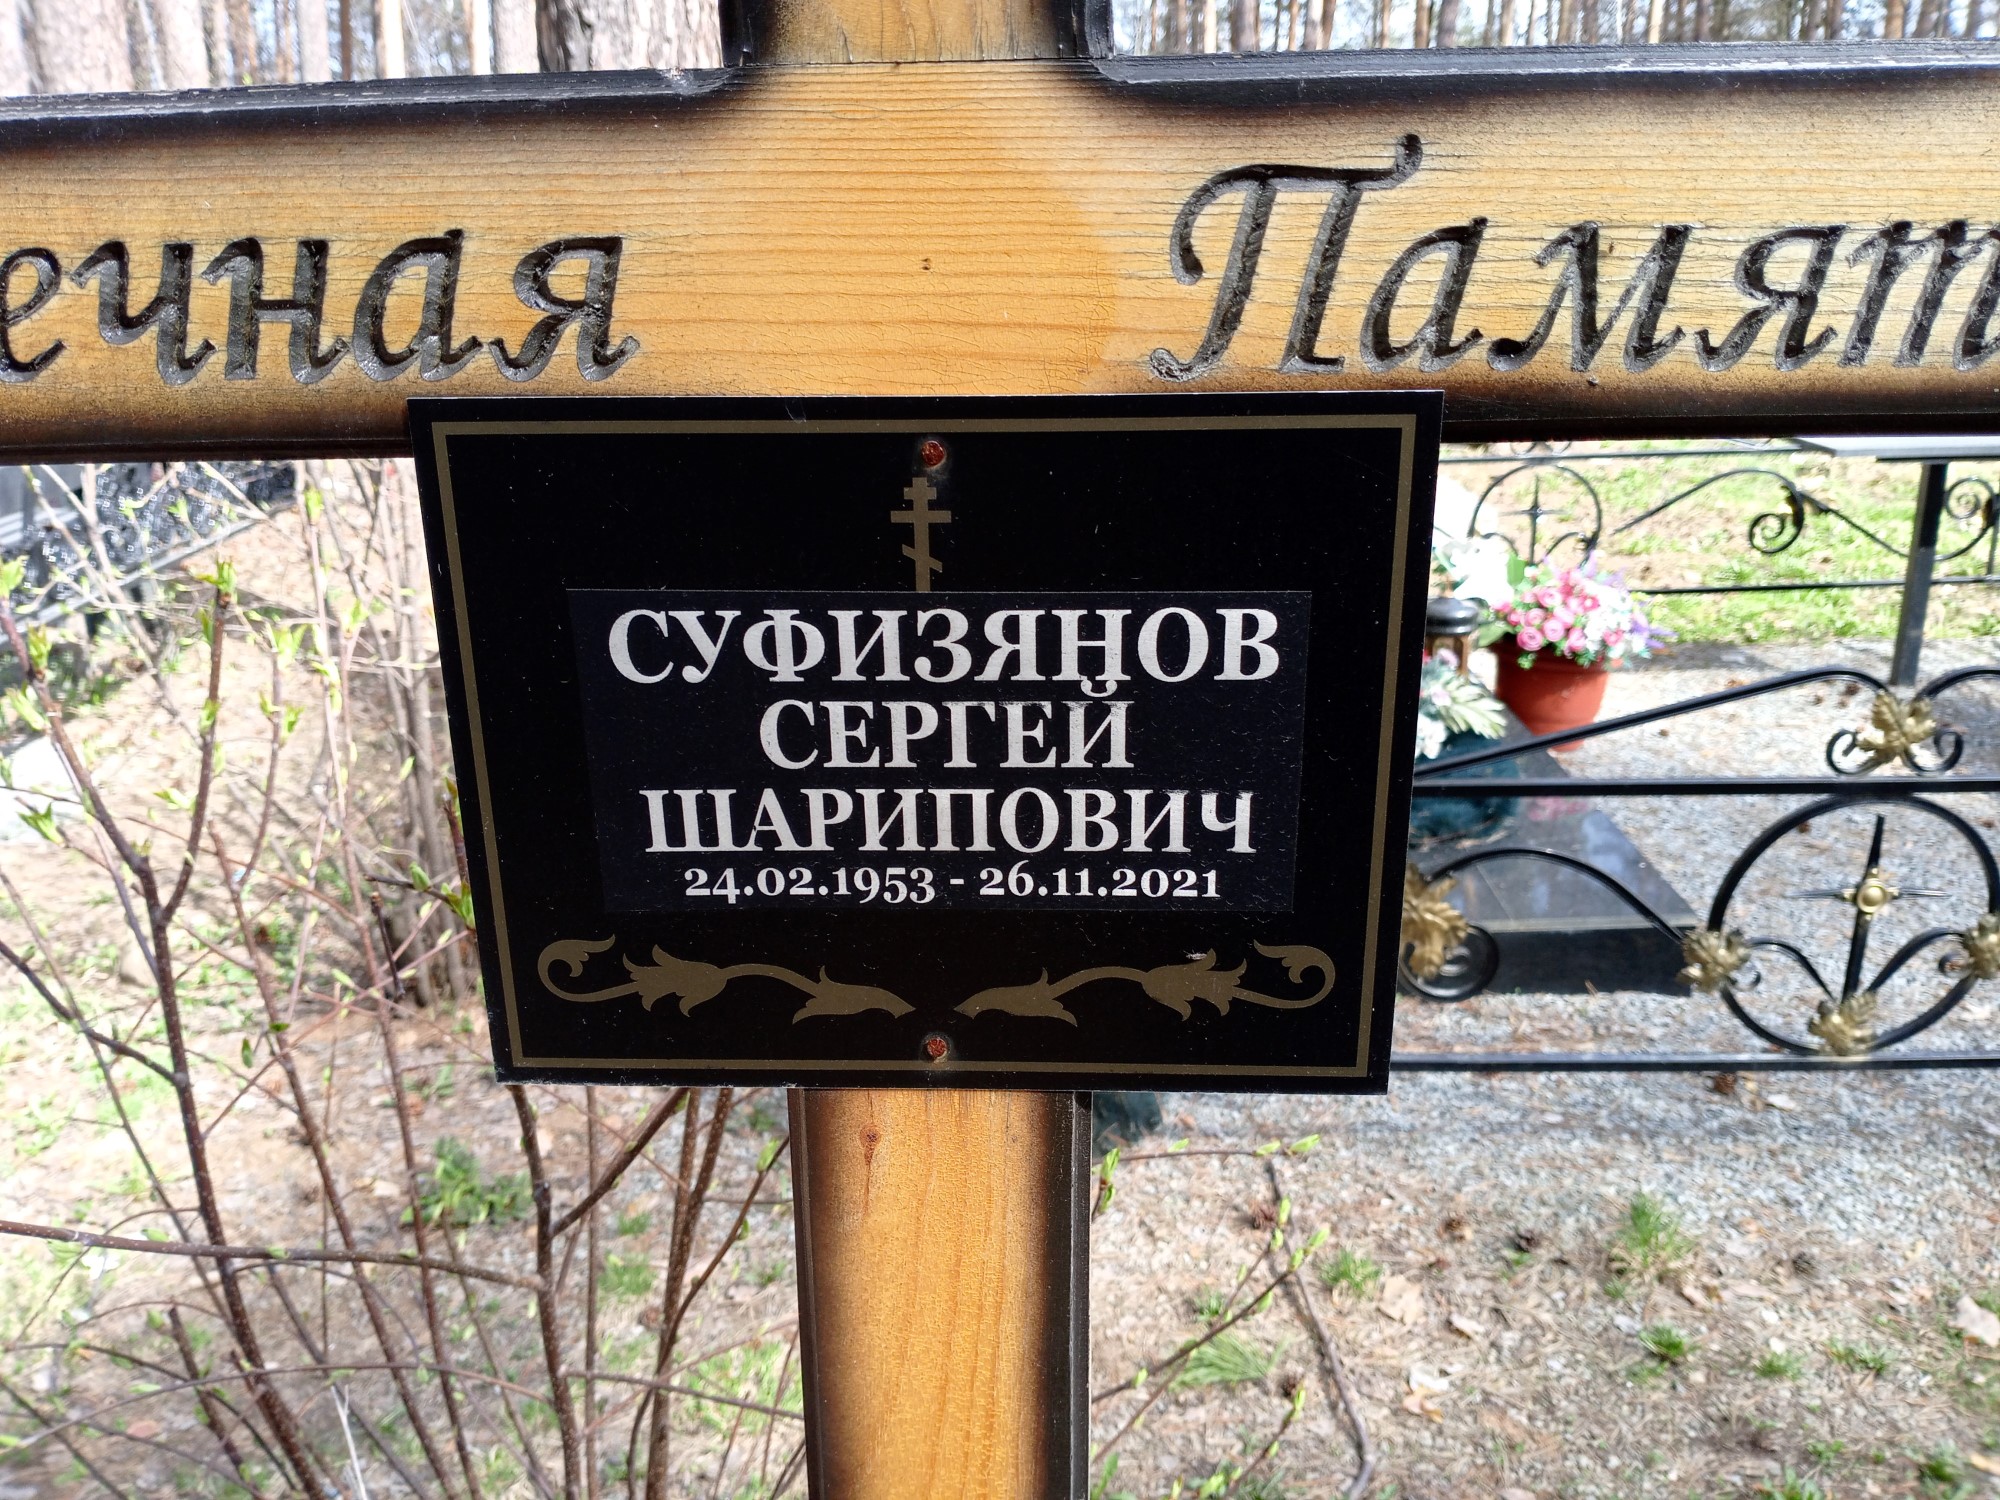 ечная Памят
СУФИЗЯНОВ
СЕРГЕЙ
ШАРИПОВИЧ
24.02.1953 - 26.11.2021